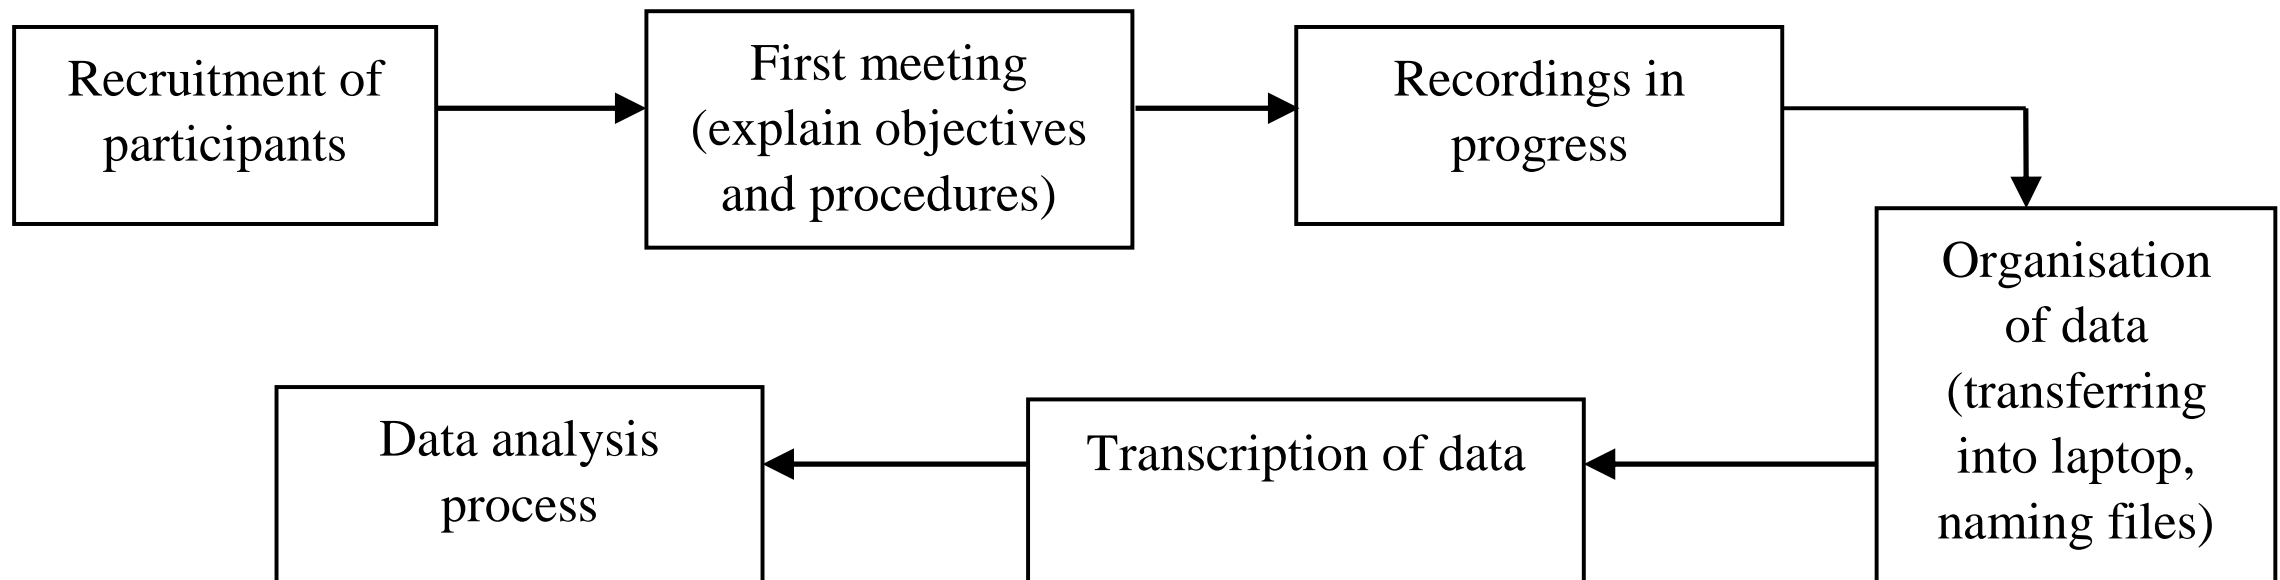 Recruitment of
participants
First meeting
(explain objectives
and procedures)
Recordings in
progress
Organisation
of data
(transferring
into laptop,
naming files)
Transcription of data
Data analysis
process